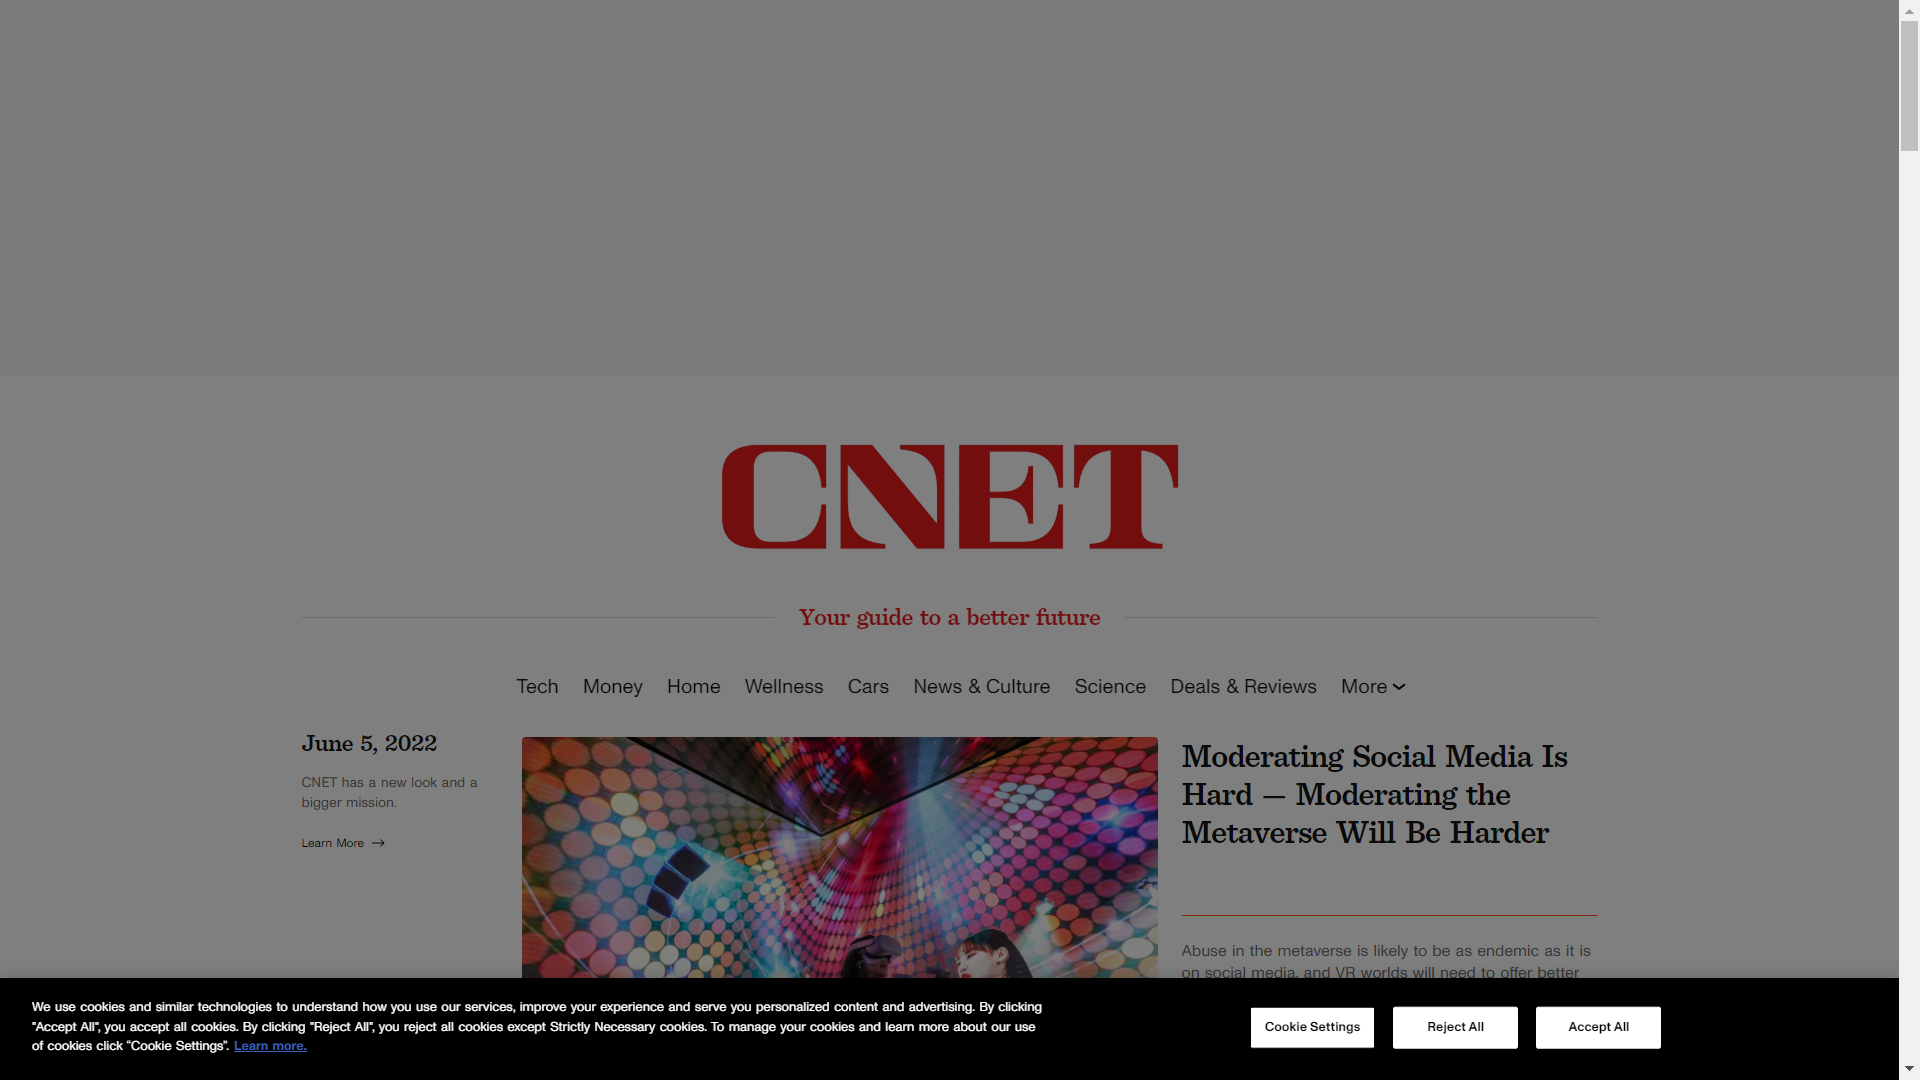 CNET
Your guide to a better future
Tech Money Home Wellness Cars News & Culture Science Deals & Reviews More
June 5, 2022
CNET has a new look and a
bigger mission.
Learn More
Moderating Social Media Is
Hard — Moderating the
Metaverse Will Be Harder
Abuse in the metaverse is likely to be as endemic as it is
on social media, and VR worlds will need to offer better
We use cookies and similar technologies to understand how you use our services, improve your experience and serve you personalized content and advertising. By clicking
"Accept All", you accept all cookies. By clicking "Reject All", you reject all cookies except Strictly Necessary cookies. To manage your cookies and learn more about our use
of cookies click “Cookie Settings”. Learn more.
Cookie Settings
Reject All
Accept All